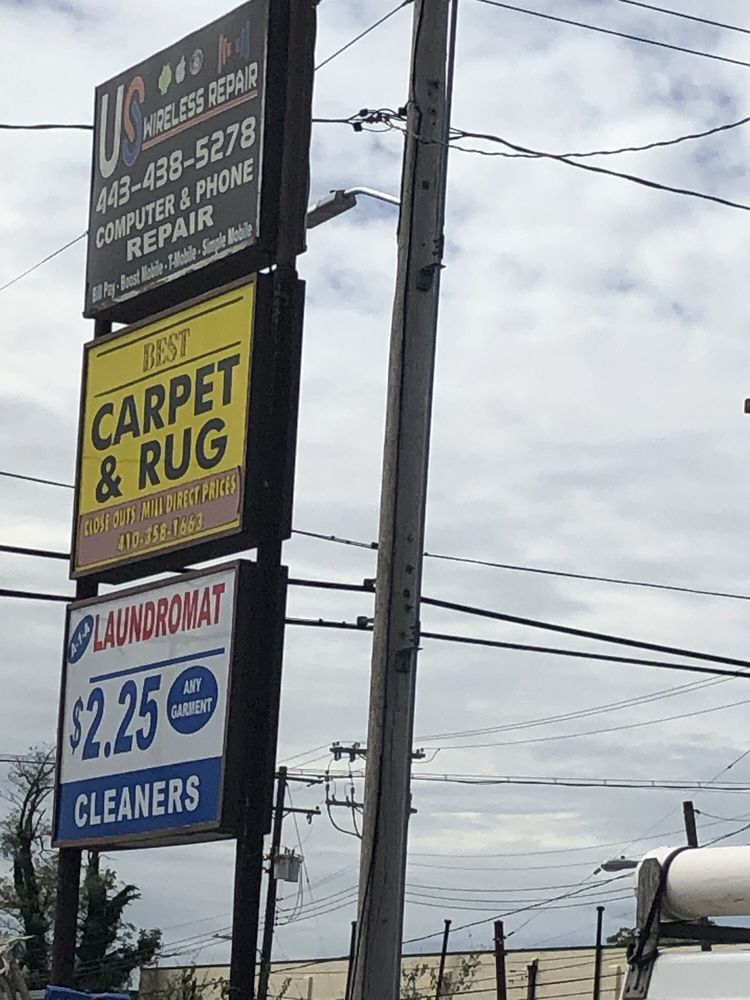 US WIRELESS REPAIR
443-438-5278
COMPUTER & PHONE
REPAIR
Bill Pay - Boost Mobile - T-Mobile - Simple Mobile
BEST
CARPET
& RUG
CLOSE OUTS MILL DIRECT PRICES
410-358-1663
A-1-A LAUNDROMAT
$2.25 ANY
GARMENT
CLEANERS